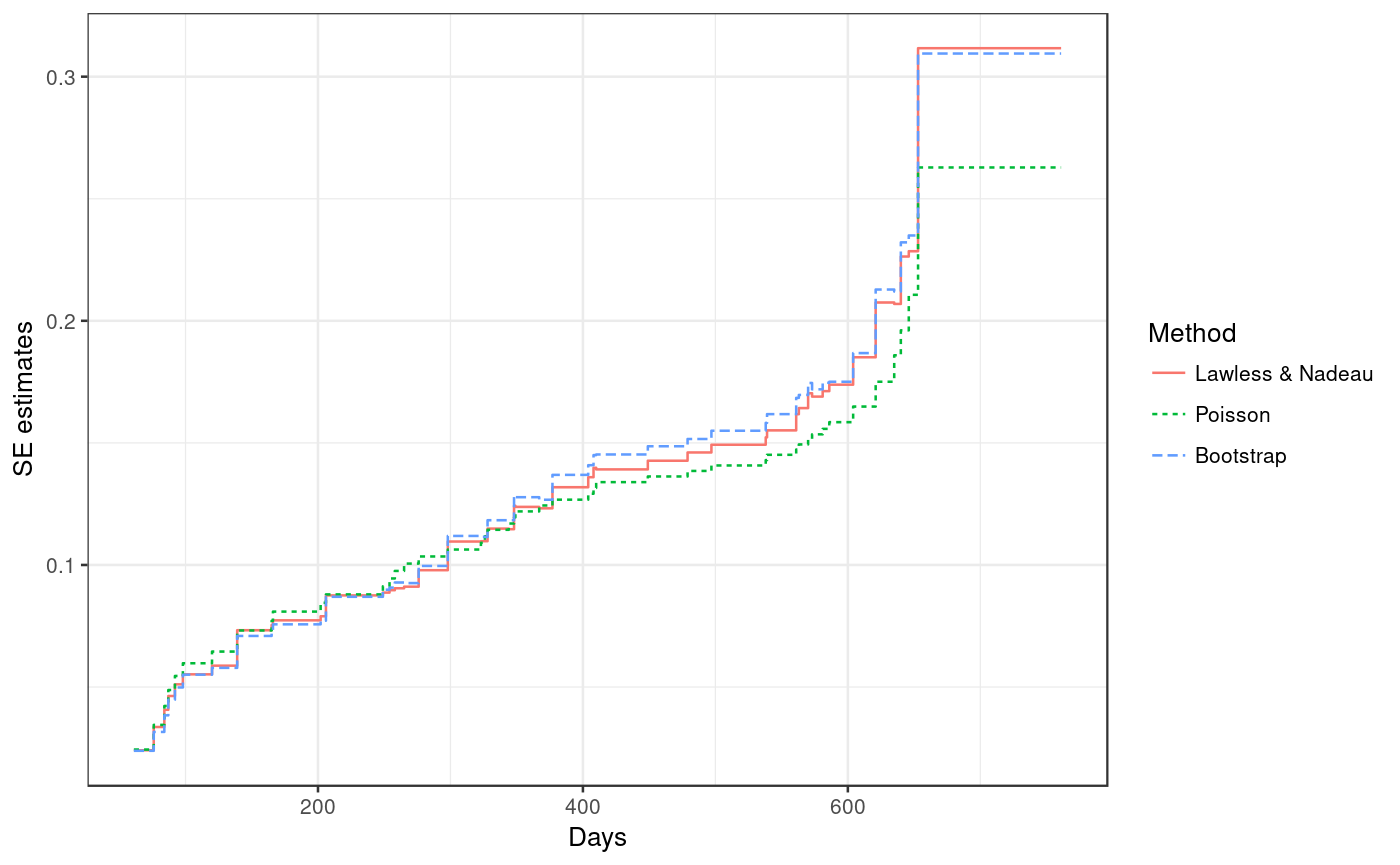 0.3
0.2
0.1
SE estimates
200 400 600
Days
Method
Lawless & Nadeau
Poisson
Bootstrap